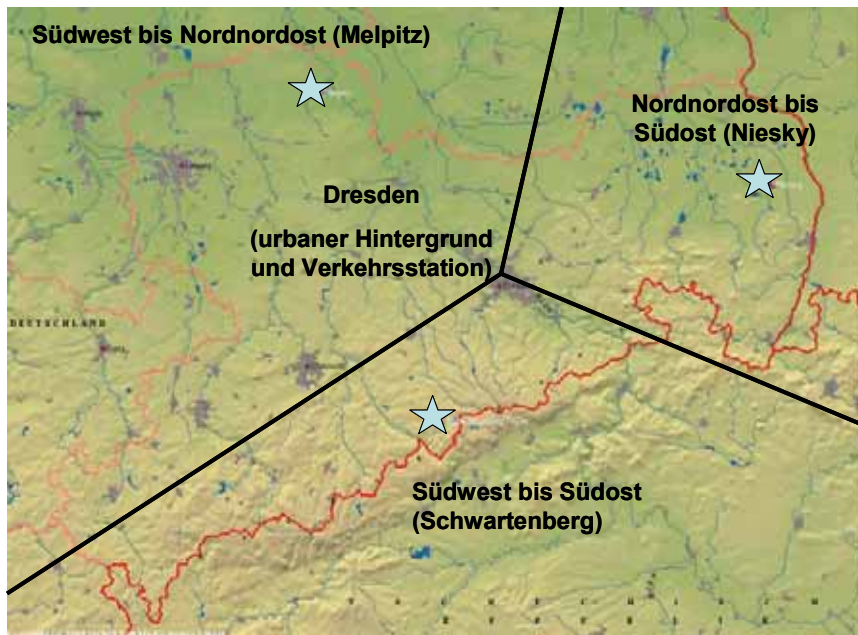 Südwest bis Nordnordost (Melpitz)
Nordnordost bis
Südost (Niesky)
Dresden
(urbaner Hintergrund
und Verkehrsstation)
DEUTSCHLAND
Südwest bis Südost
(Schwartenberg)